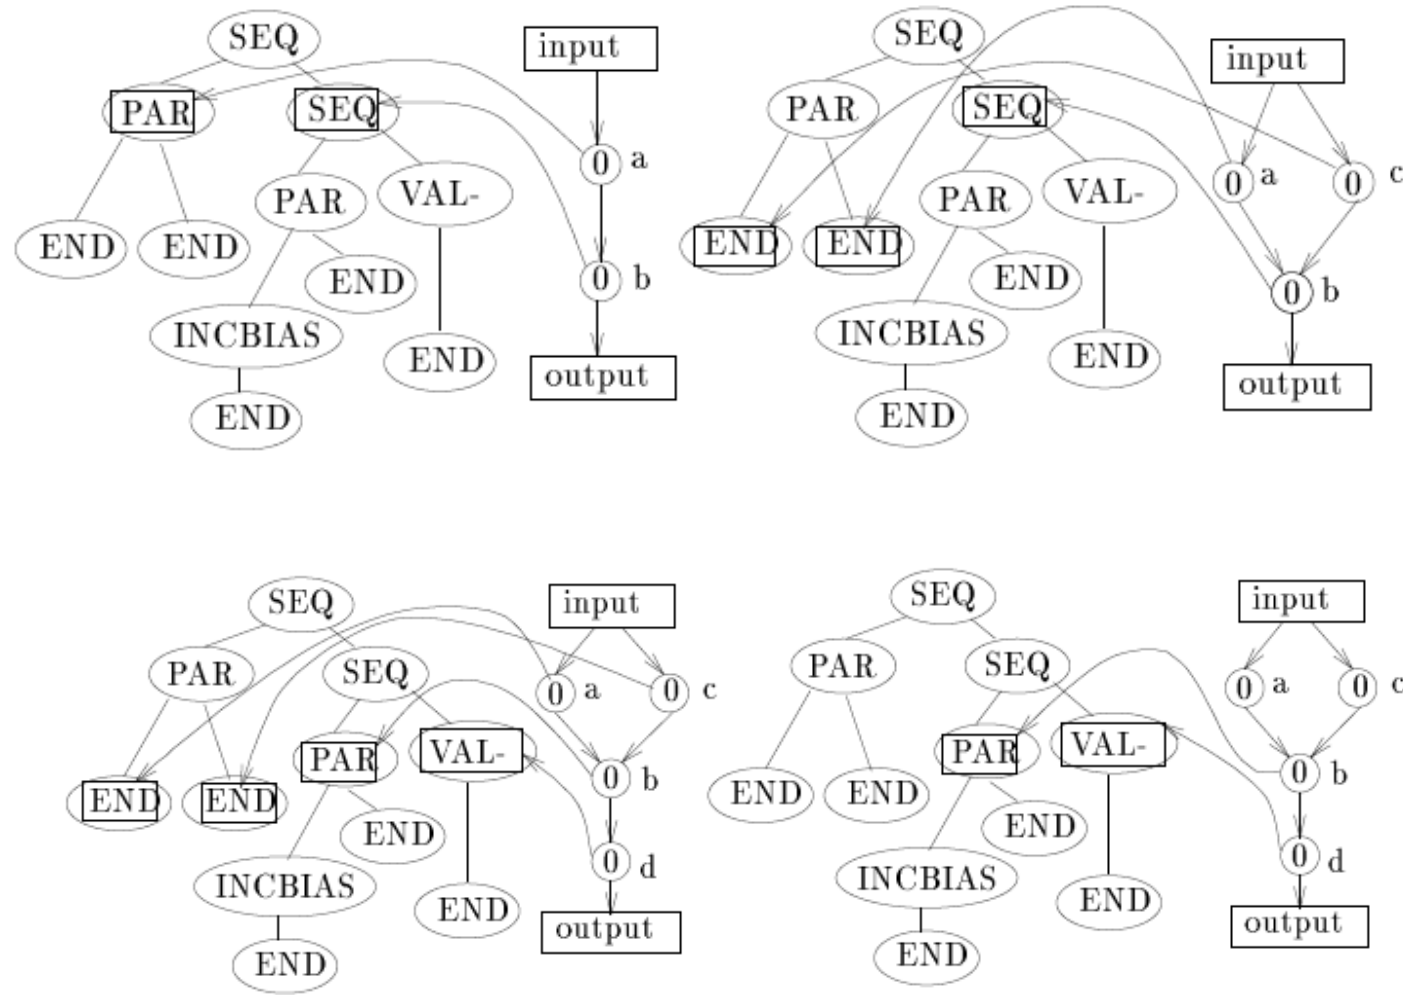 SEQ
input
PAR
SEQ
0 a
PAR
VAL-
END
END
END
0 b
INCBIAS
END
output
END
SEQ
input
PAR
SEQ
0 a
0 c
PAR
VAL-
END
END
END
0 b
INCBIAS
END
output
END
SEQ
input
PAR
SEQ
0 a
0 c
PAR
VAL-
0 b
END
END
END
0 d
INCBIAS
END
output
END
SEQ
input
PAR
SEQ
0 a
0 c
PAR
VAL-
0 b
END
END
END
0 d
INCBIAS
END
output
END